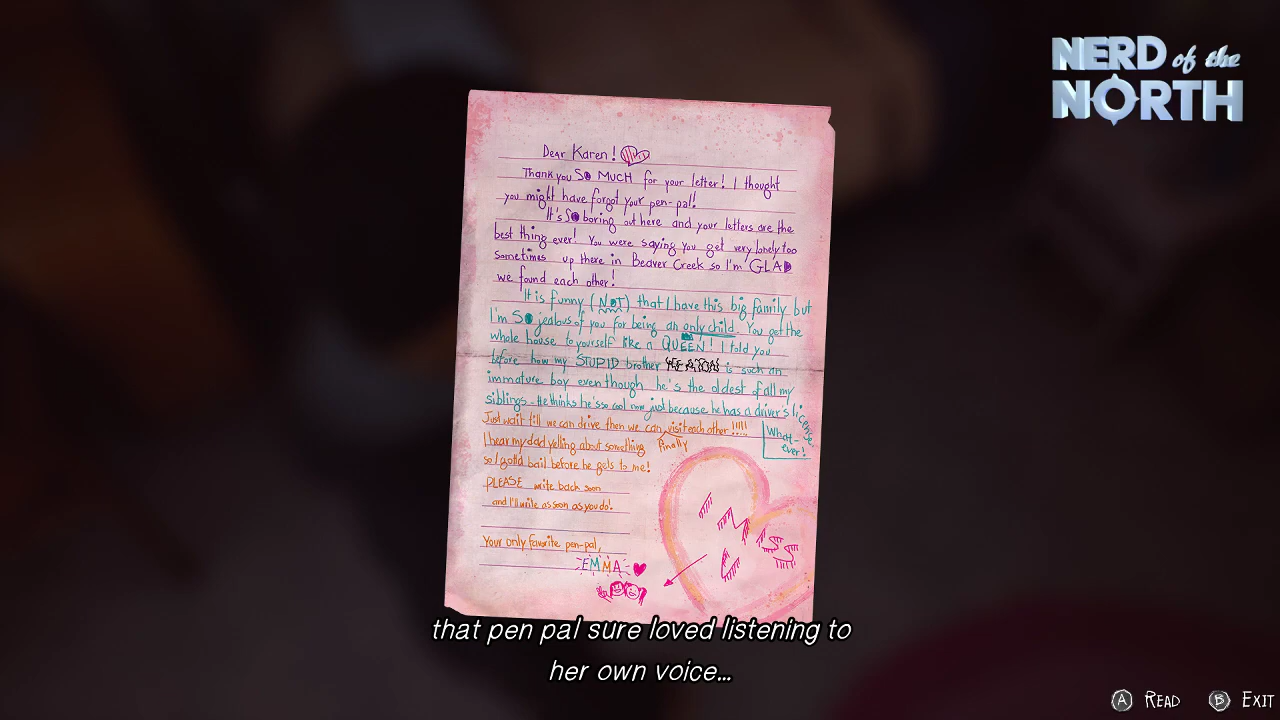 NERD of the
NORTH
Dear Karen!
Thank you SO MUCH for your letter! I thought
you might have forgot your pen-pal!
It's SO boring out here and your letters are the
best thing ever! You were saying you get very lonely too
sometimes up there in Beaver Creek so I'm GLAD
we found each other!
It is funny (NOT) that I have this big family but
I'm SO jealous of you for being an only child. You get the
whole house to yourself like a QUEEN! I told you
before how my STUPID brother is such an
immature boy even though he's the oldest of all my
siblings. He thinks he's so cool now just because he has a driver's license.
What-
ever!
Just wait till we can drive then we can visit each other!!!!!
finally
I hear my dad yelling about something
so I gotta bail before he gets to me!
PLEASE write back soon
and I'll write as soon as you do!
Your only favorite pen-pal,
EMMA
that pen pal sure loved listening to
her own voice...
A READ B EXIT